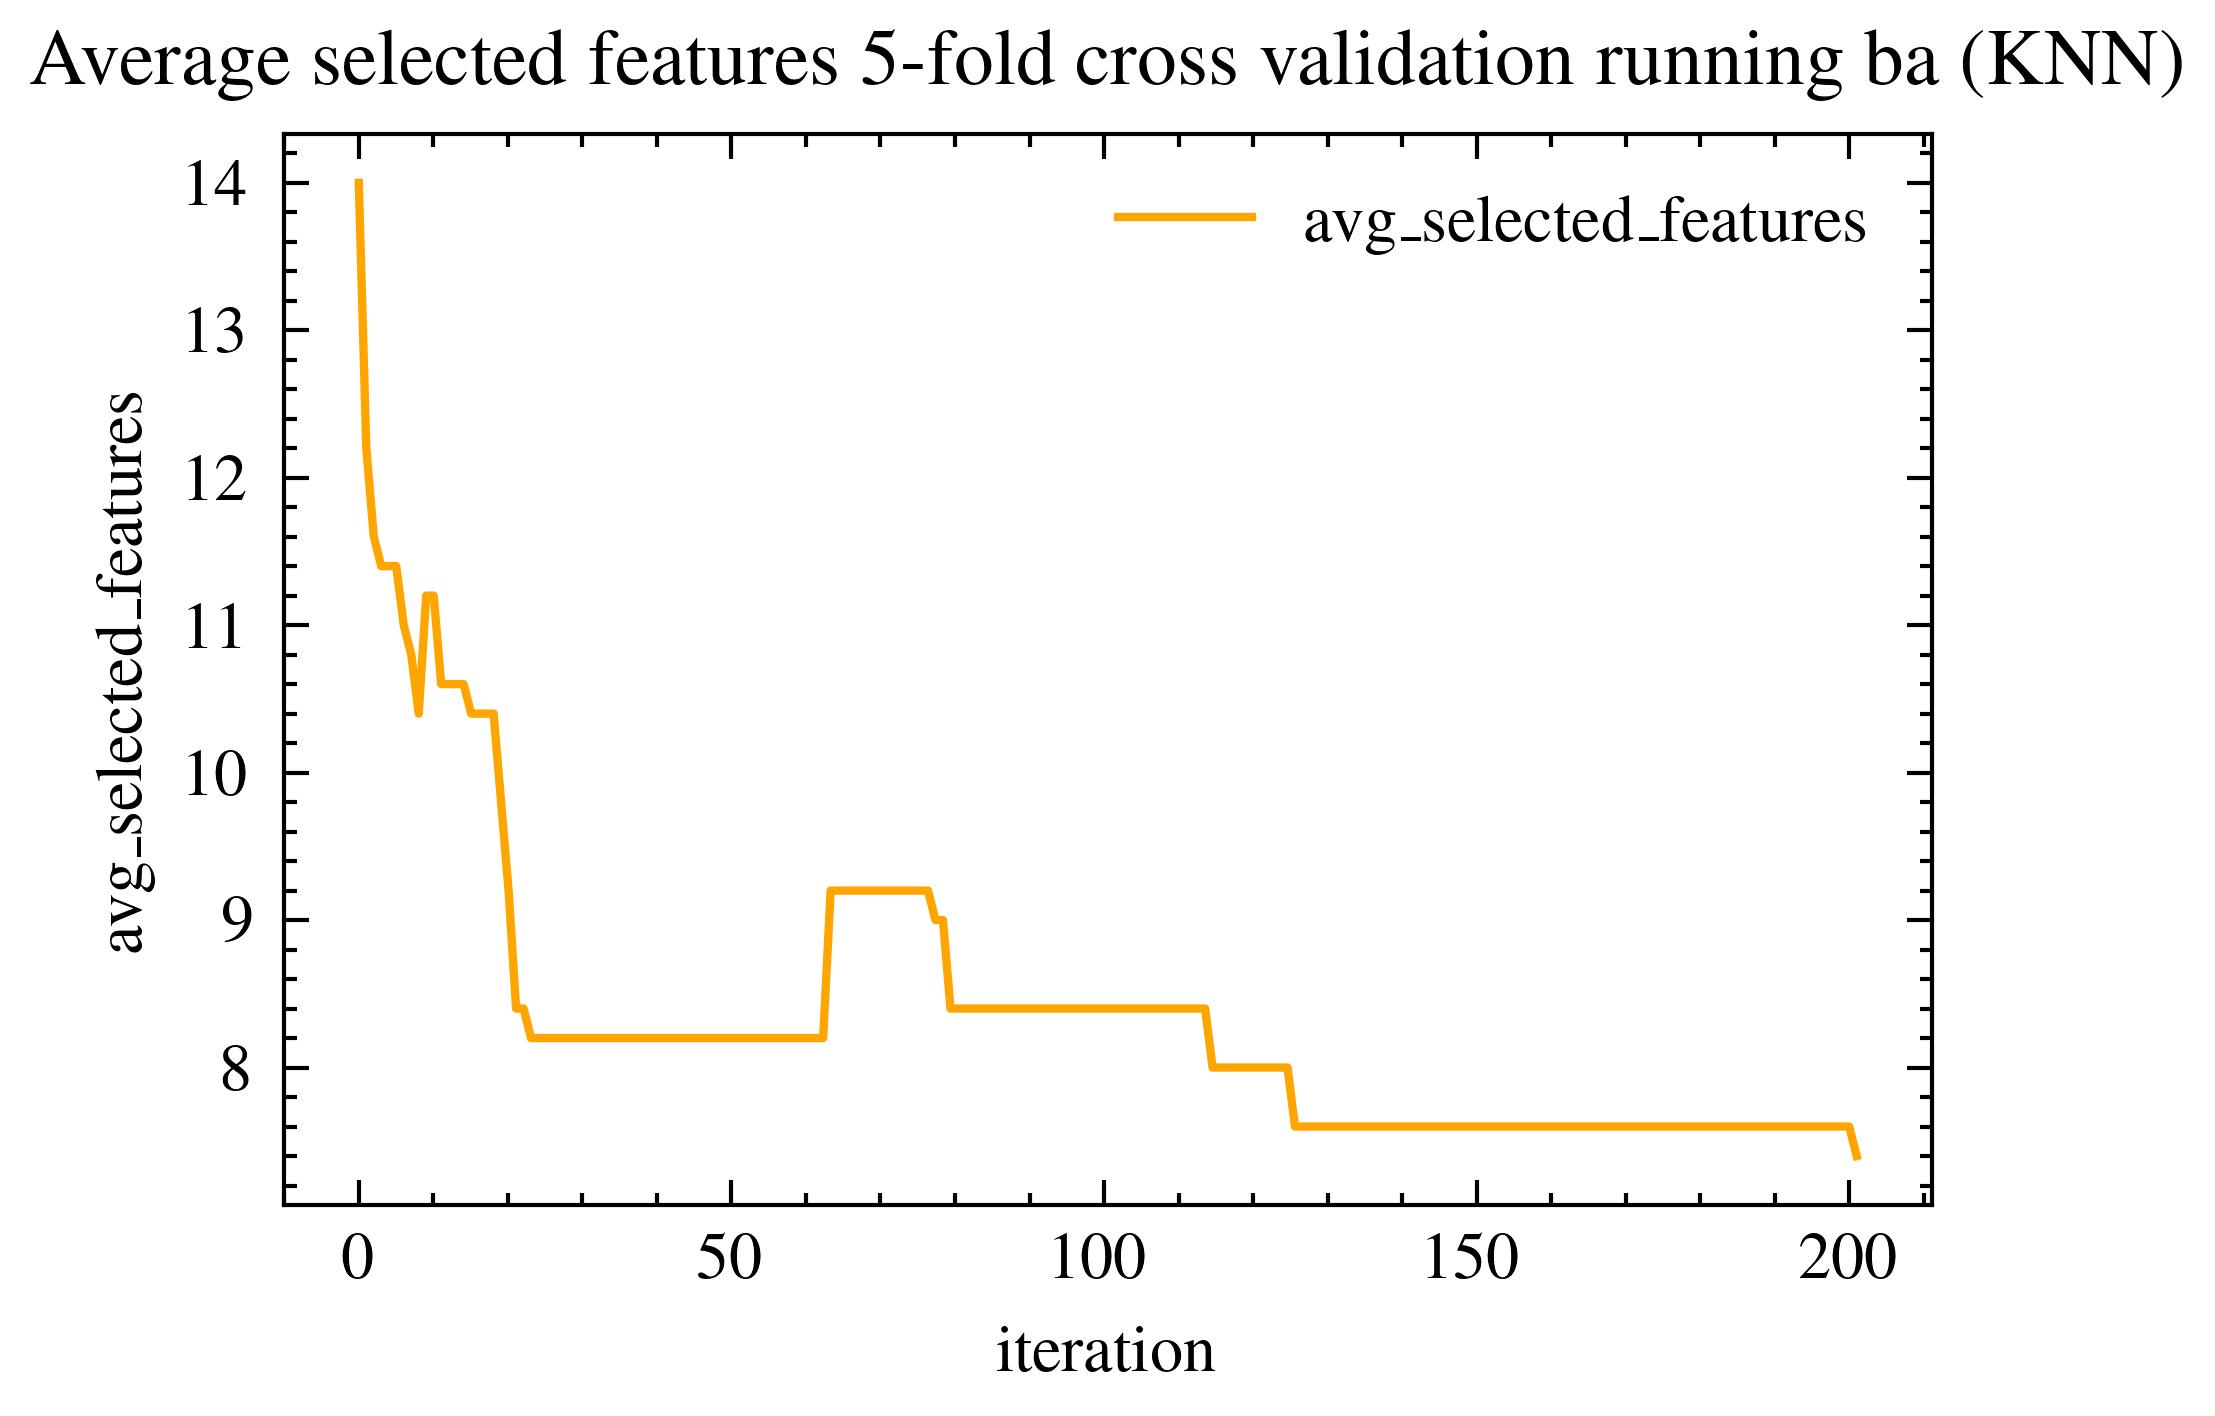 Average selected features 5-fold cross validation running ba (KNN)
avg_selected_features
14
13
12
11
10
9
8
avg_selected_features
0 50 100 150 200
iteration